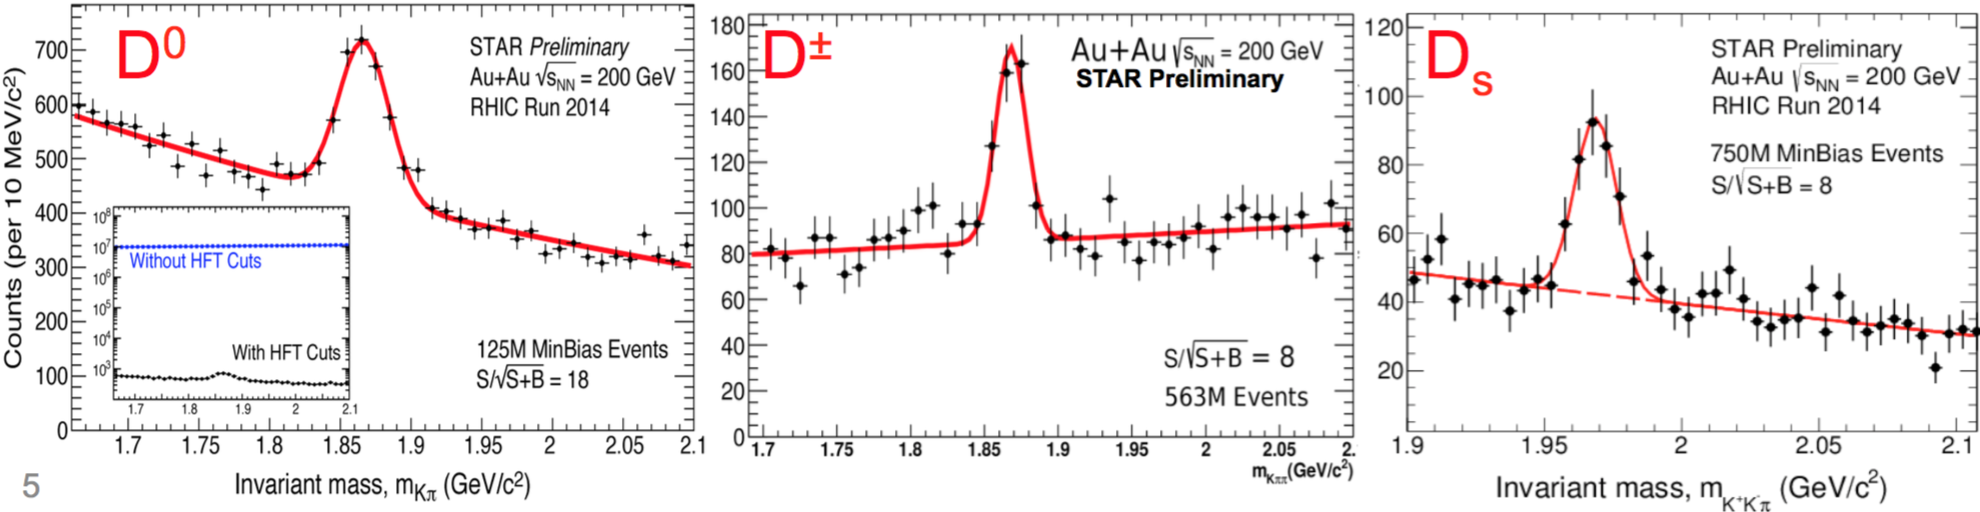 D⁰
STAR Preliminary
Au+Au √sNN = 200 GeV
RHIC Run 2014
Counts (per 10 MeV/c²)
700
600
500
400
300
200
100
0
10⁸
10⁷
10⁶
10⁵
10⁴
10³
Without HFT Cuts
With HFT Cuts
1.7 1.8 1.9 2 2.1
125M MinBias Events
S/√S+B = 18
1.7 1.75 1.8 1.85 1.9 1.95 2 2.05 2.1
Invariant mass, mKπ (GeV/c²)
5
D±
Au+Au √sNN = 200 GeV
STAR Preliminary
180
160
140
120
100
80
60
40
20
0
S/√S+B = 8
563M Events
1.7 1.75 1.8 1.85 1.9 1.95 2 2.05 2.
mKππ(GeV/c²)
Ds
STAR Preliminary
Au+Au √sNN = 200 GeV
RHIC Run 2014
750M MinBias Events
S/√S+B = 8
120
100
80
60
40
20
1.9 1.95 2 2.05 2.1
Invariant mass, mK⁺K⁻π (GeV/c²)